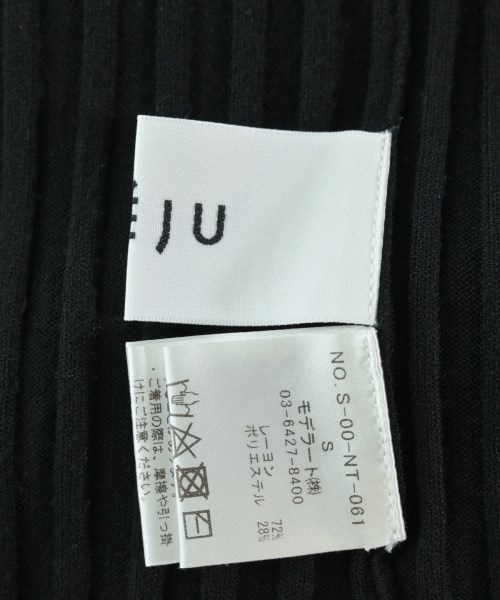 JU
NO. S-00-NT-061
S
モデラート(株)
03-6427-8400
レーヨン 72%
ポリエステル 28%
・ご着用の際は、摩擦や引っ掛
けにご注意ください。